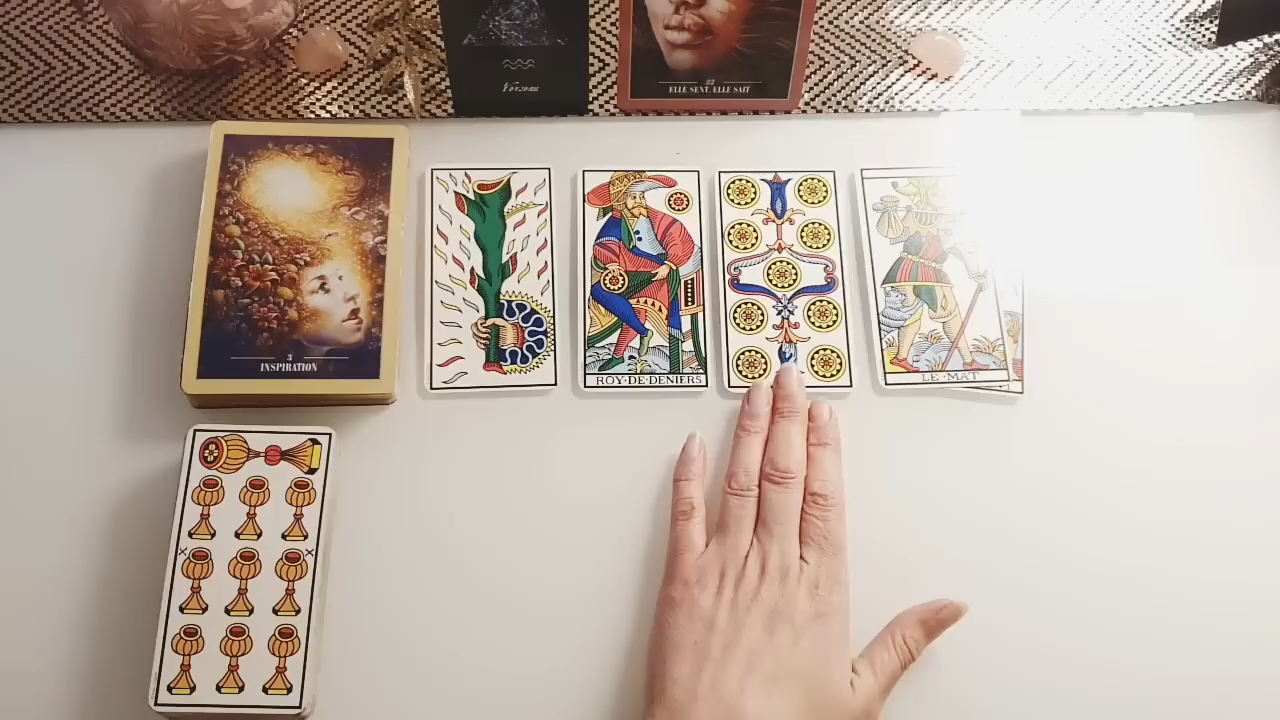 Verseau
22
ELLE SENT, ELLE SAIT
3
INSPIRATION
ROY·DE·DENIERS
LE·MAT
X X